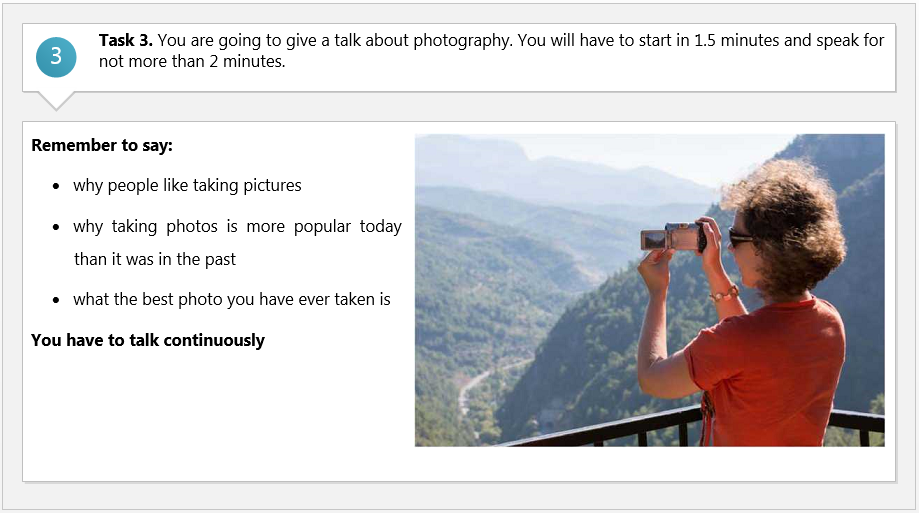 3
Task 3. You are going to give a talk about photography. You will have to start in 1.5 minutes and speak for
not more than 2 minutes.
Remember to say:
• why people like taking pictures
• why taking photos is more popular today
than it was in the past
• what the best photo you have ever taken is
You have to talk continuously